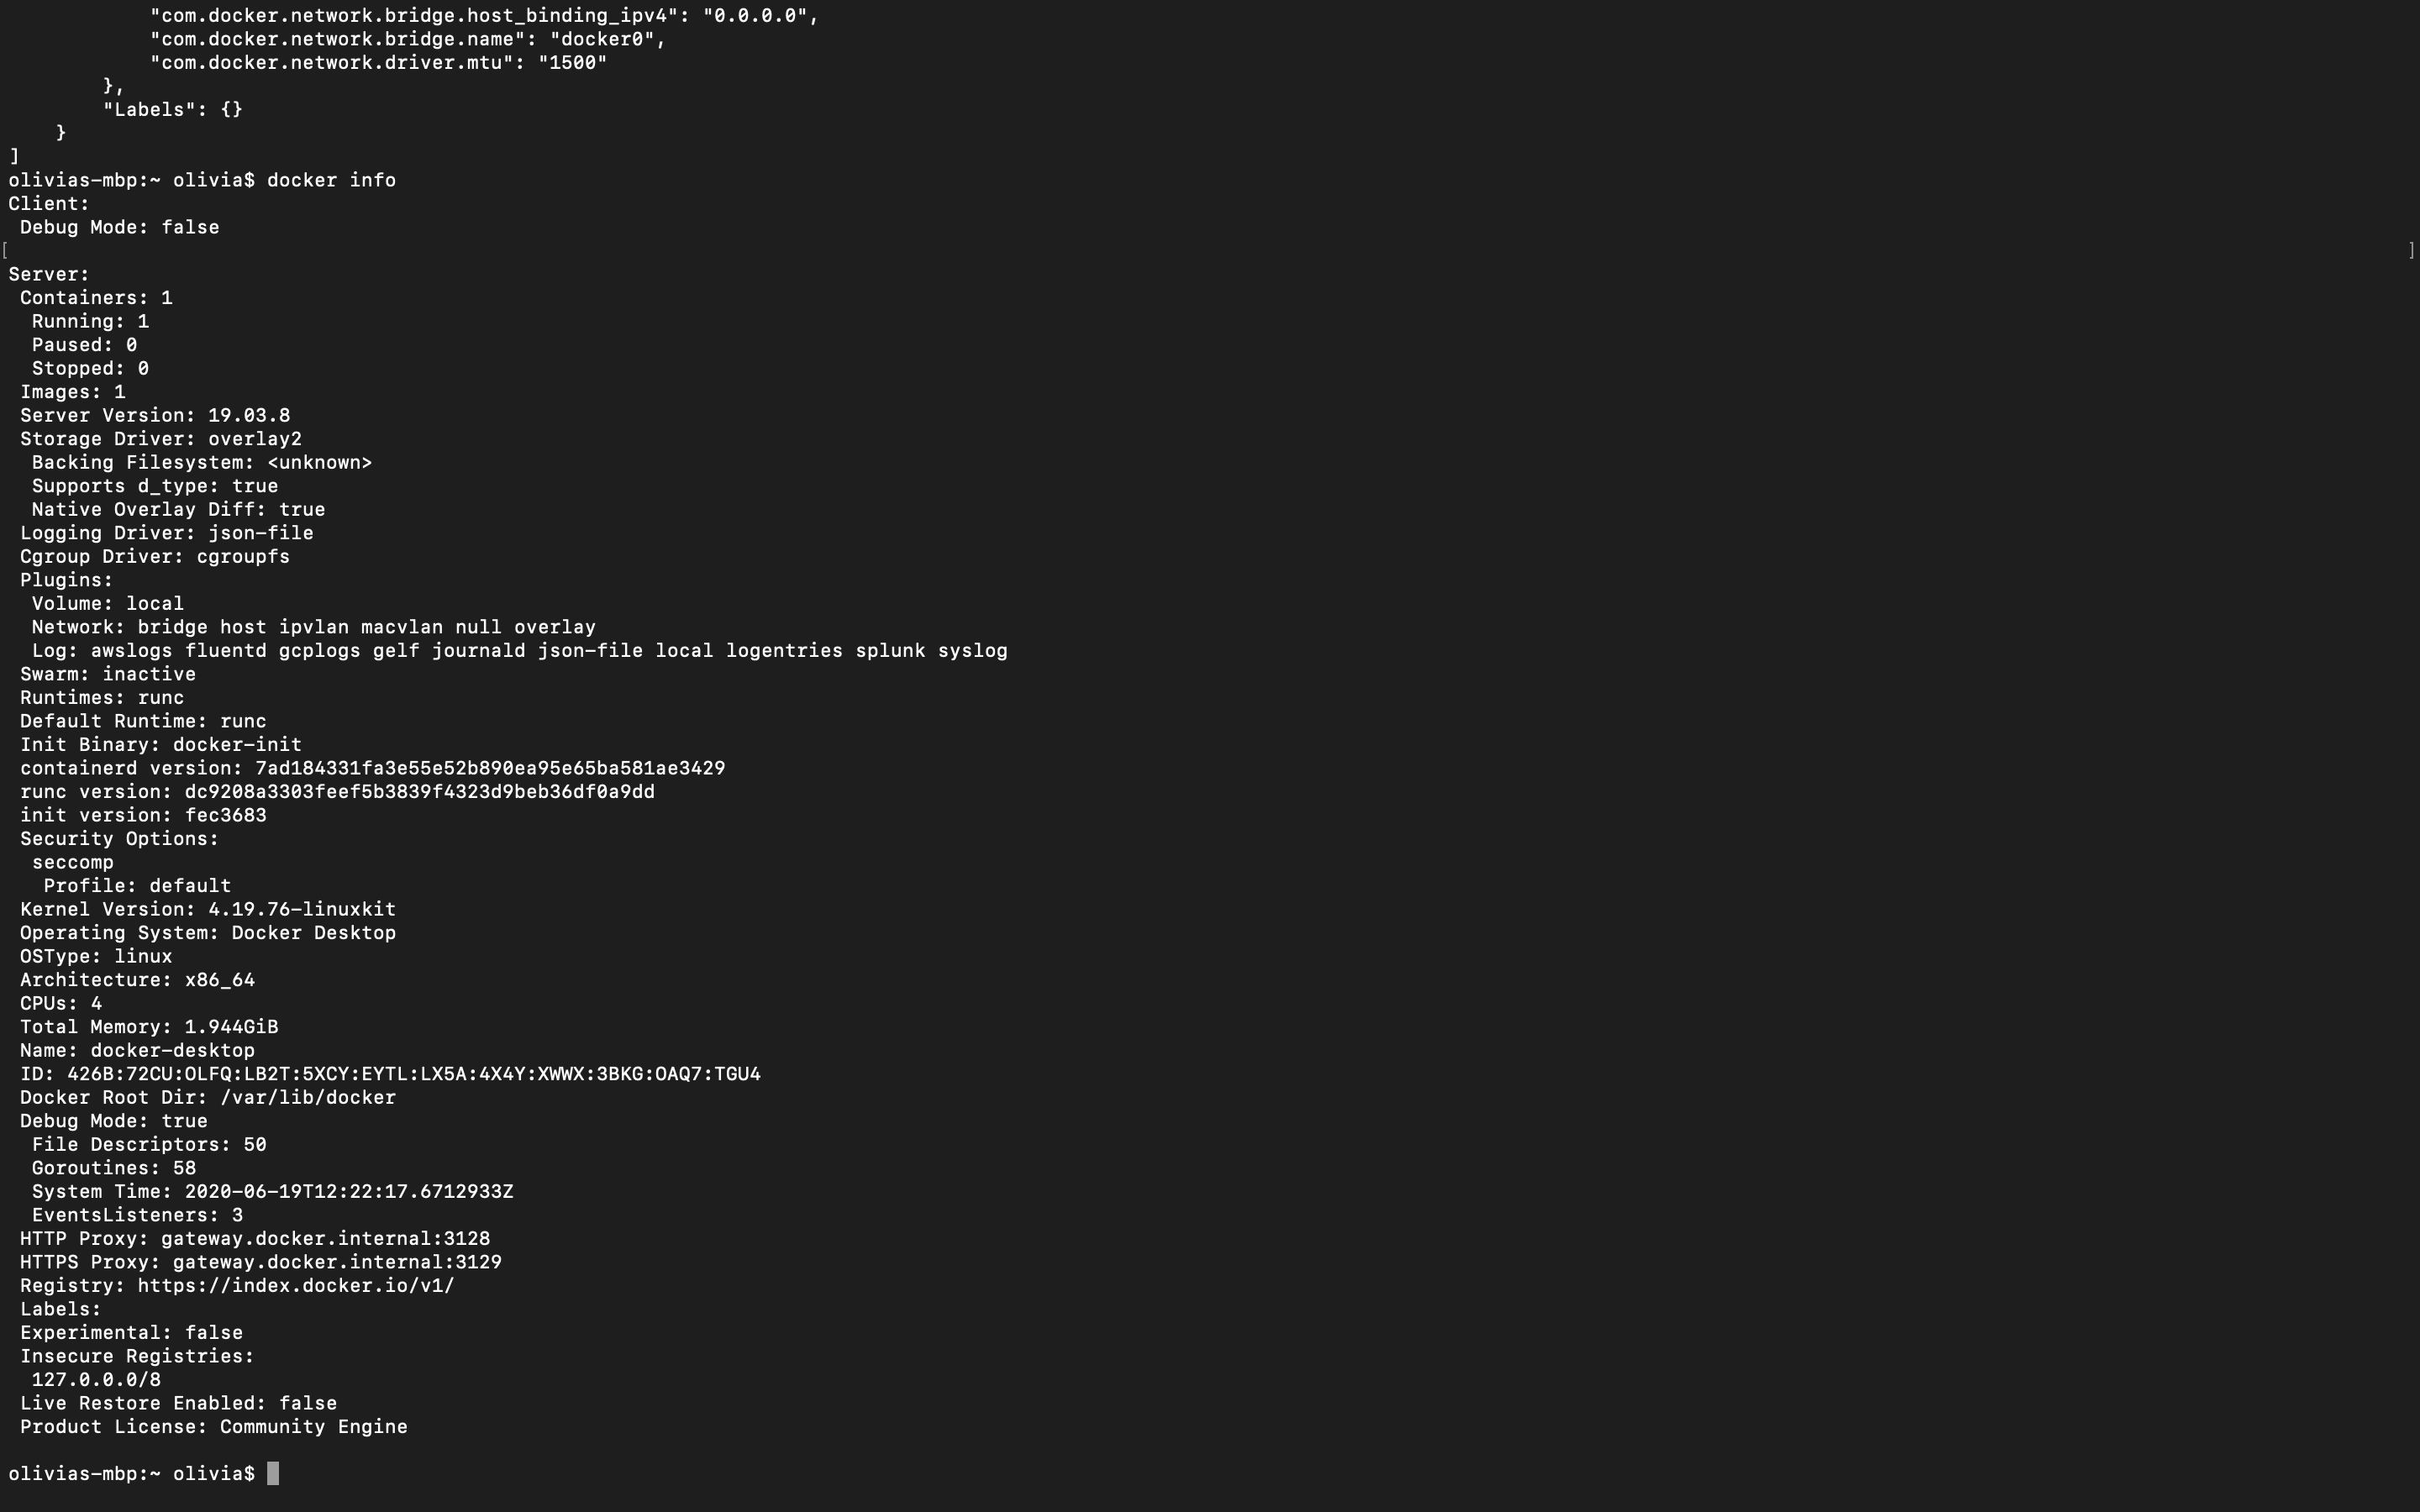 "com.docker.network.bridge.host_binding_ipv4": "0.0.0.0",
            "com.docker.network.bridge.name": "docker0",
            "com.docker.network.driver.mtu": "1500"
        },
        "Labels": {}
    }
]
olivias-mbp:~ olivia$ docker info
Client:
 Debug Mode: false
[ ]
Server:
 Containers: 1
  Running: 1
  Paused: 0
  Stopped: 0
 Images: 1
 Server Version: 19.03.8
 Storage Driver: overlay2
  Backing Filesystem: <unknown>
  Supports d_type: true
  Native Overlay Diff: true
 Logging Driver: json-file
 Cgroup Driver: cgroupfs
 Plugins:
  Volume: local
  Network: bridge host ipvlan macvlan null overlay
  Log: awslogs fluentd gcplogs gelf journald json-file local logentries splunk syslog
 Swarm: inactive
 Runtimes: runc
 Default Runtime: runc
 Init Binary: docker-init
 containerd version: 7ad184331fa3e55e52b890ea95e65ba581ae3429
 runc version: dc9208a3303feef5b3839f4323d9beb36df0a9dd
 init version: fec3683
 Security Options:
  seccomp
   Profile: default
 Kernel Version: 4.19.76-linuxkit
 Operating System: Docker Desktop
 OSType: linux
 Architecture: x86_64
 CPUs: 4
 Total Memory: 1.944GiB
 Name: docker-desktop
 ID: 426B:72CU:OLFQ:LB2T:5XCY:EYTL:LX5A:4X4Y:XWWX:3BKG:OAQ7:TGU4
 Docker Root Dir: /var/lib/docker
 Debug Mode: true
  File Descriptors: 50
  Goroutines: 58
  System Time: 2020-06-19T12:22:17.6712933Z
  EventsListeners: 3
 HTTP Proxy: gateway.docker.internal:3128
 HTTPS Proxy: gateway.docker.internal:3129
 Registry: https://index.docker.io/v1/
 Labels:
 Experimental: false
 Insecure Registries:
  127.0.0.0/8
 Live Restore Enabled: false
 Product License: Community Engine

olivias-mbp:~ olivia$